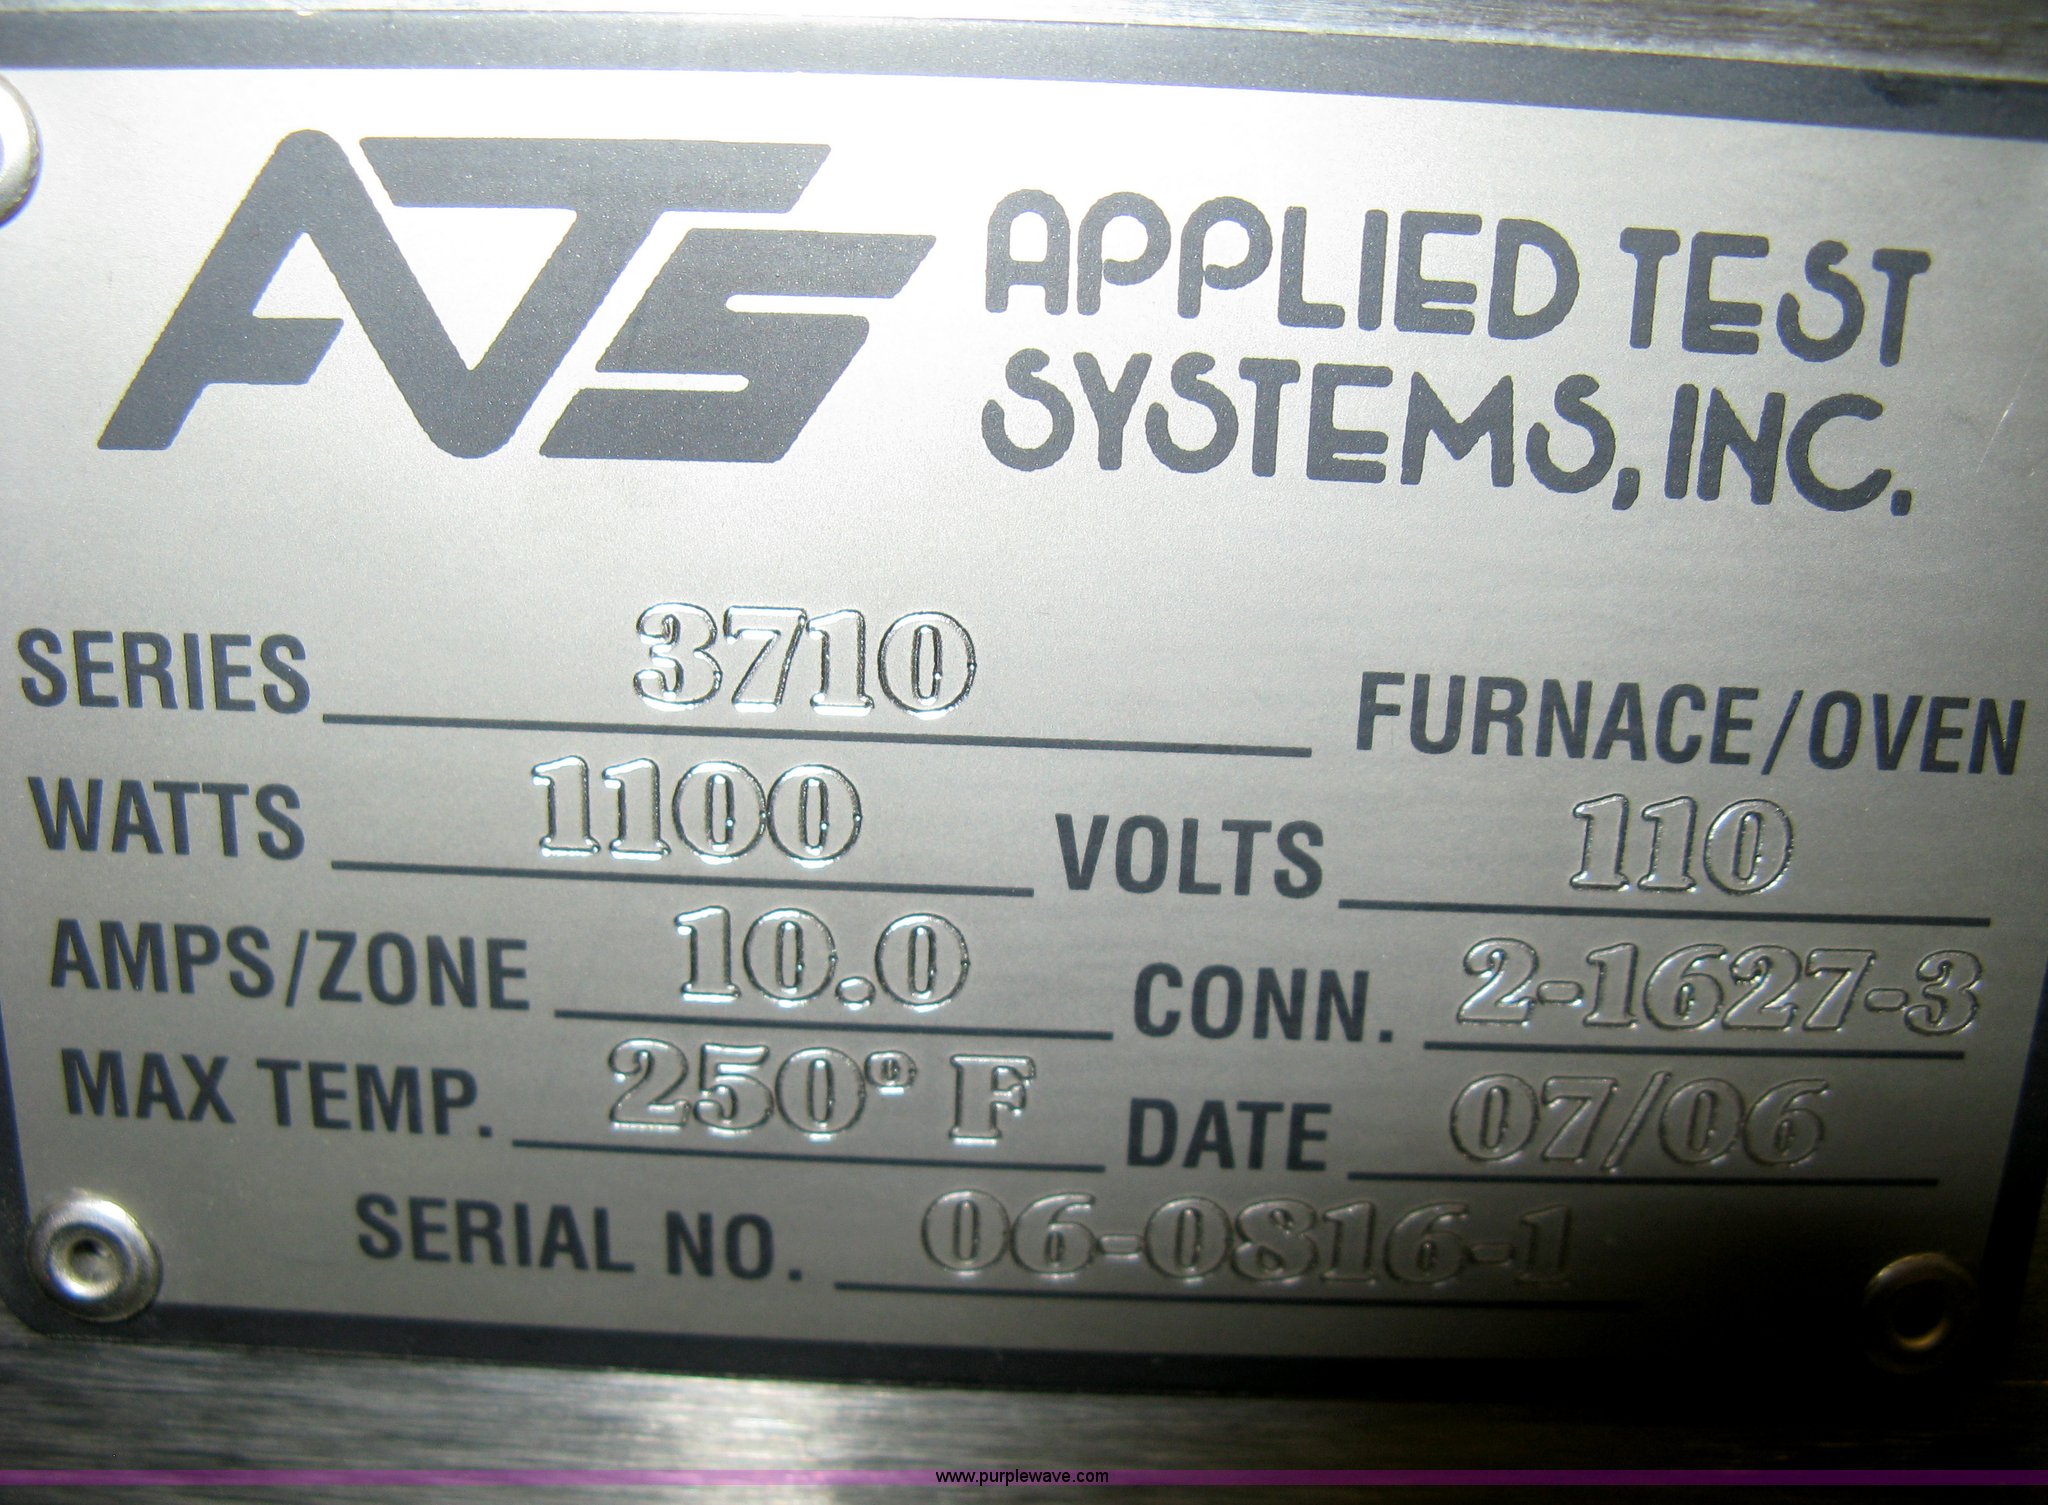 ATS APPLIED TEST
SYSTEMS, INC.
SERIES 3710 FURNACE/OVEN
WATTS 1100 VOLTS 110
AMPS/ZONE 10.0 CONN. 2-1627-3
MAX TEMP. 250° F DATE 07/06
SERIAL NO. 06-0816-1
www.purplewave.com